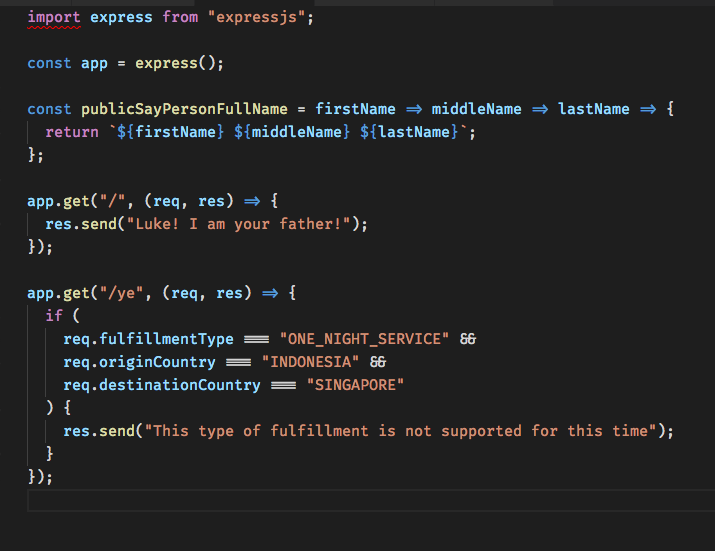 import express from "expressjs";
const app = express();
const publicSayPersonFullName = firstName => middleName => lastName => {
return `${firstName} ${middleName} ${lastName}`;
};
app.get("/", (req, res) => {
res.send("Luke! I am your father!");
});
app.get("/ye", (req, res) => {
if (
req.fulfillmentType === "ONE_NIGHT_SERVICE" &&
req.originCountry === "INDONESIA" &&
req.destinationCountry === "SINGAPORE"
) {
res.send("This type of fulfillment is not supported for this time");
}
});